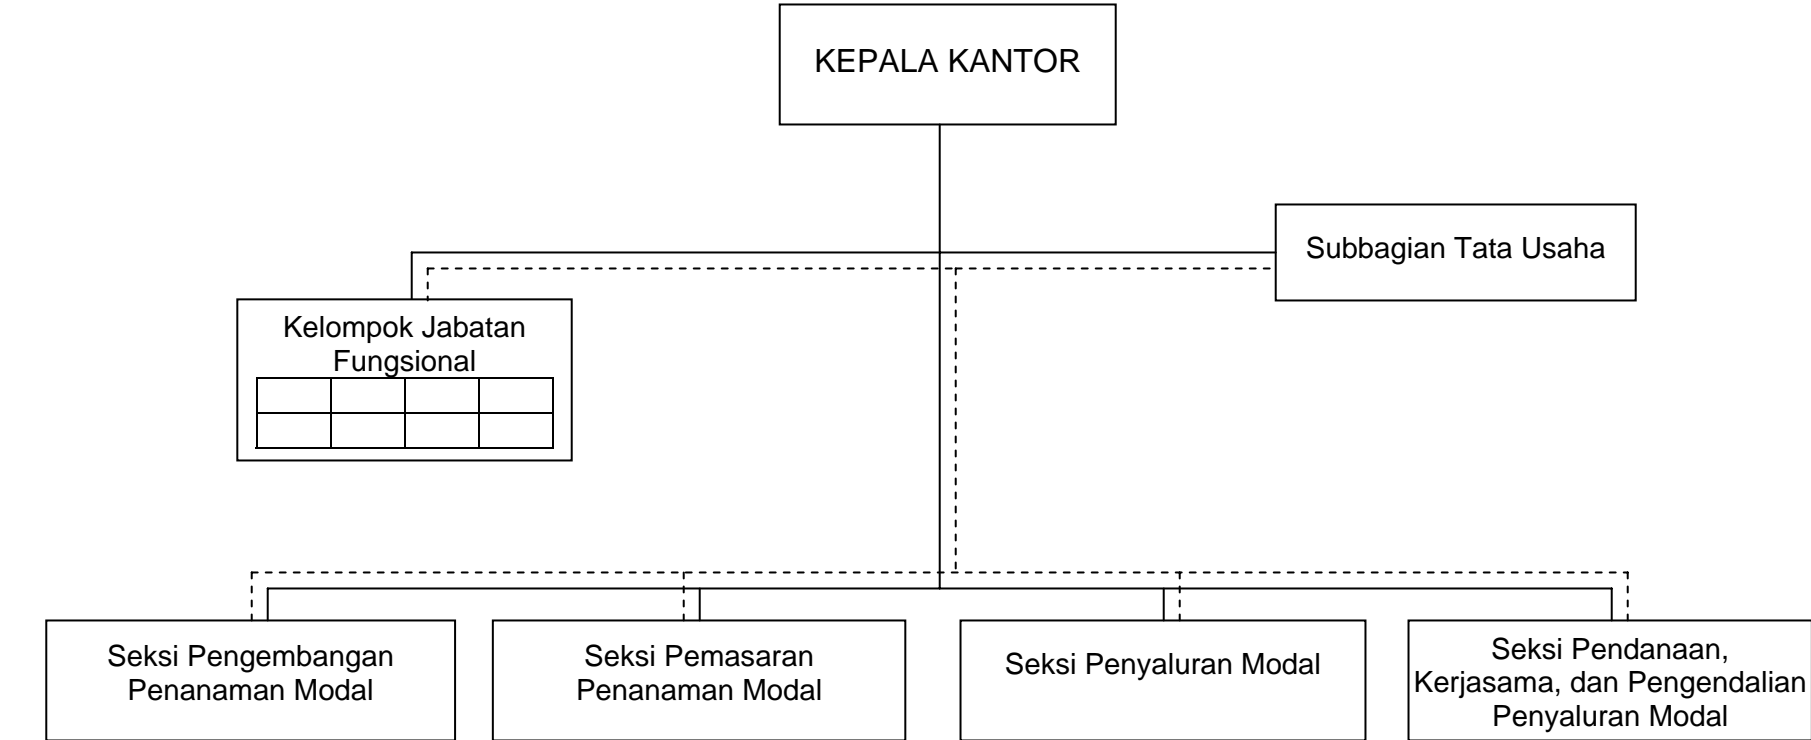 KEPALA KANTOR
Subbagian Tata Usaha
Kelompok Jabatan
Fungsional
Seksi Pengembangan
Penanaman Modal
Seksi Pemasaran
Penanaman Modal
Seksi Penyaluran Modal
Seksi Pendanaan,
Kerjasama, dan Pengendalian
Penyaluran Modal